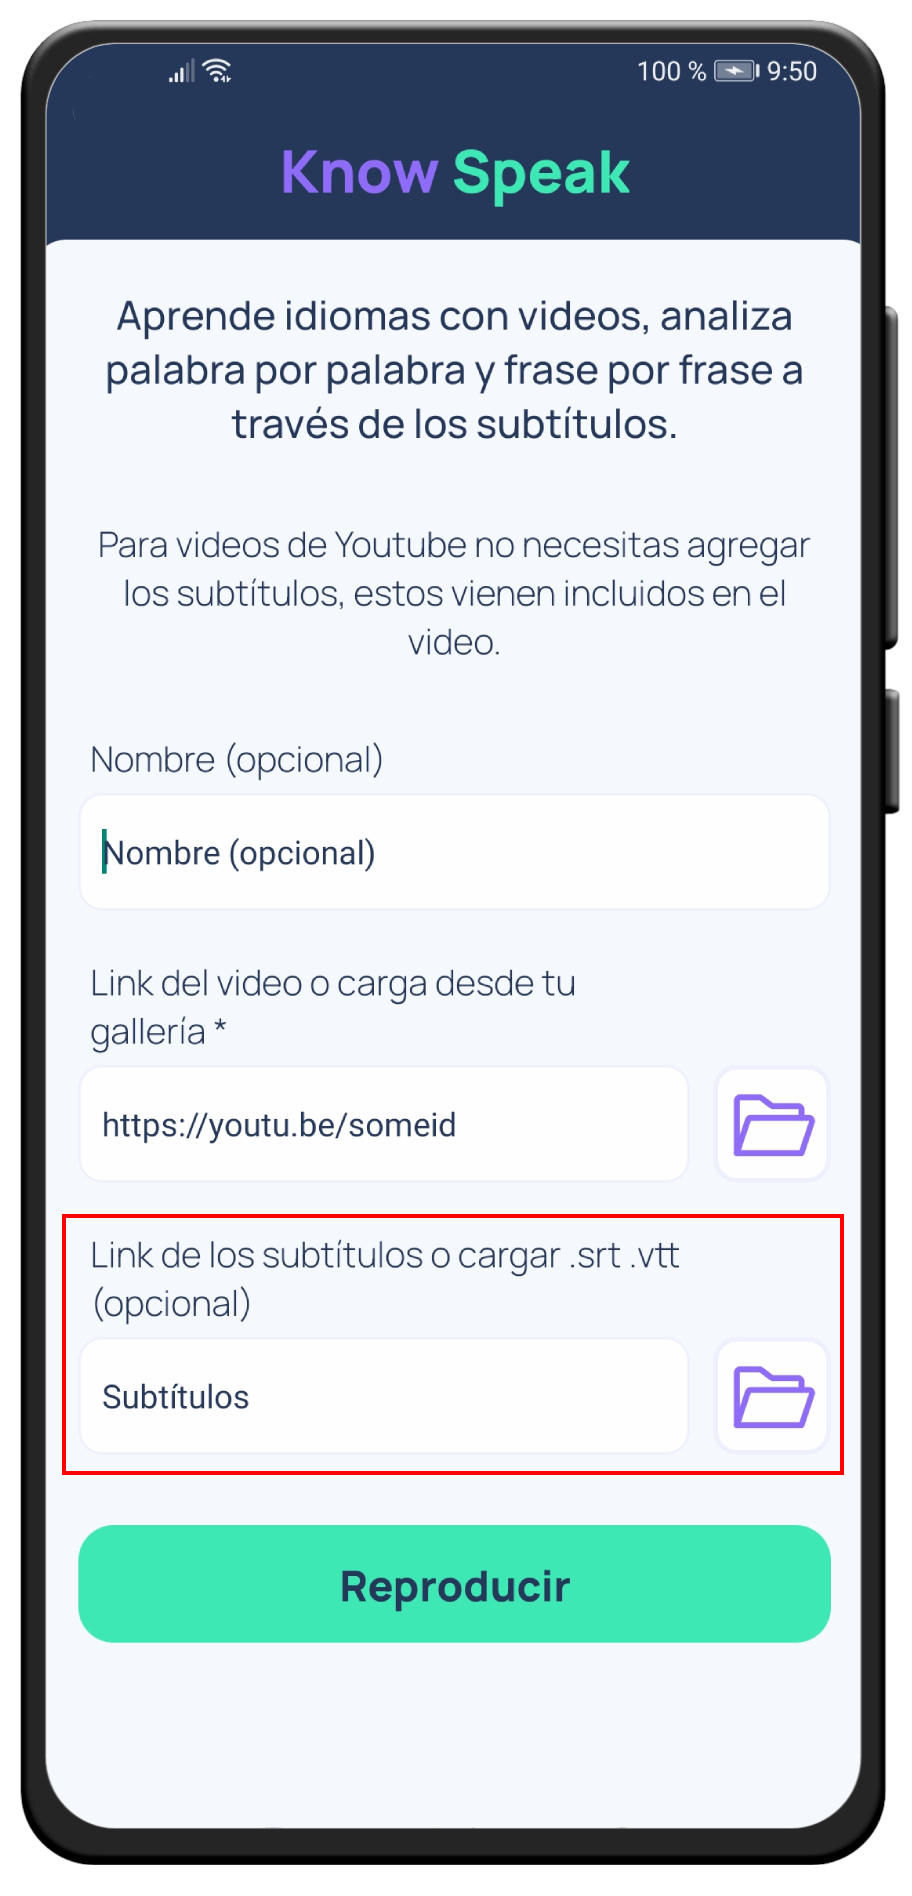 100 % 9:50
Know Speak
Aprende idiomas con videos, analiza
palabra por palabra y frase por frase a
través de los subtítulos.
Para videos de Youtube no necesitas agregar
los subtítulos, estos vienen incluidos en el
video.
Nombre (opcional)
Nombre (opcional)
Link del video o carga desde tu
gallería *
https://youtu.be/someid
Link de los subtítulos o cargar .srt .vtt
(opcional)
Subtítulos
Reproducir